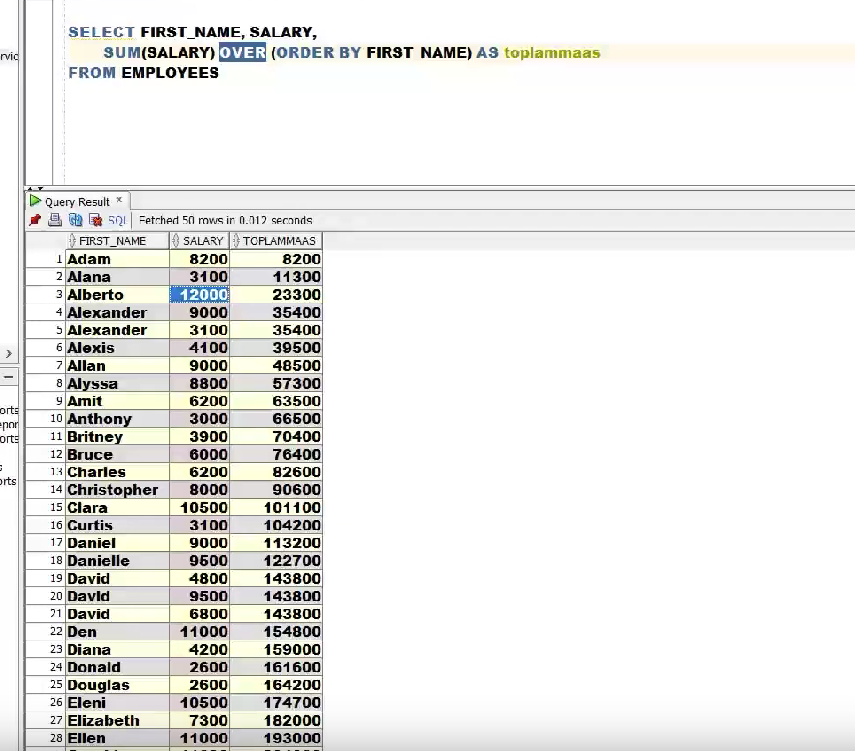 SELECT FIRST_NAME, SALARY,
SUM(SALARY) OVER (ORDER BY FIRST_NAME) AS toplammaas
FROM EMPLOYEES
Query Result ×
SQL Fetched 50 rows in 0.012 seconds
FIRST_NAME SALARY TOPLAMMAAS
1 Adam 8200 8200
2 Alana 3100 11300
3 Alberto 12000 23300
4 Alexander 9000 35400
5 Alexander 3100 35400
6 Alexis 4100 39500
7 Allan 9000 48500
8 Alyssa 8800 57300
9 Amit 6200 63500
10 Anthony 3000 66500
11 Britney 3900 70400
12 Bruce 6000 76400
13 Charles 6200 82600
14 Christopher 8000 90600
15 Clara 10500 101100
16 Curtis 3100 104200
17 Daniel 9000 113200
18 Danielle 9500 122700
19 David 4800 143800
20 David 9500 143800
21 David 6800 143800
22 Den 11000 154800
23 Diana 4200 159000
24 Donald 2600 161600
25 Douglas 2600 164200
26 Eleni 10500 174700
27 Elizabeth 7300 182000
28 Ellen 11000 193000